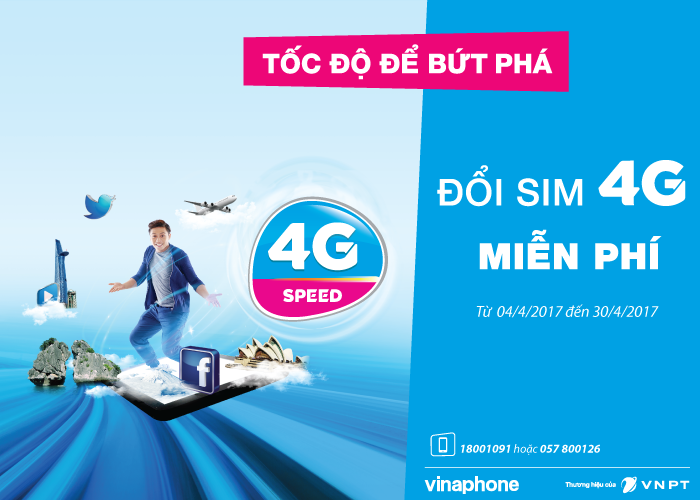 TỐC ĐỘ ĐỂ BỨT PHÁ
ĐỔI SIM 4G
MIỄN PHÍ
Từ 04/4/2017 đến 30/4/2017
4G
SPEED
f
18001091 hoặc 057 800126
vinaphone
Thương hiệu của VNPT